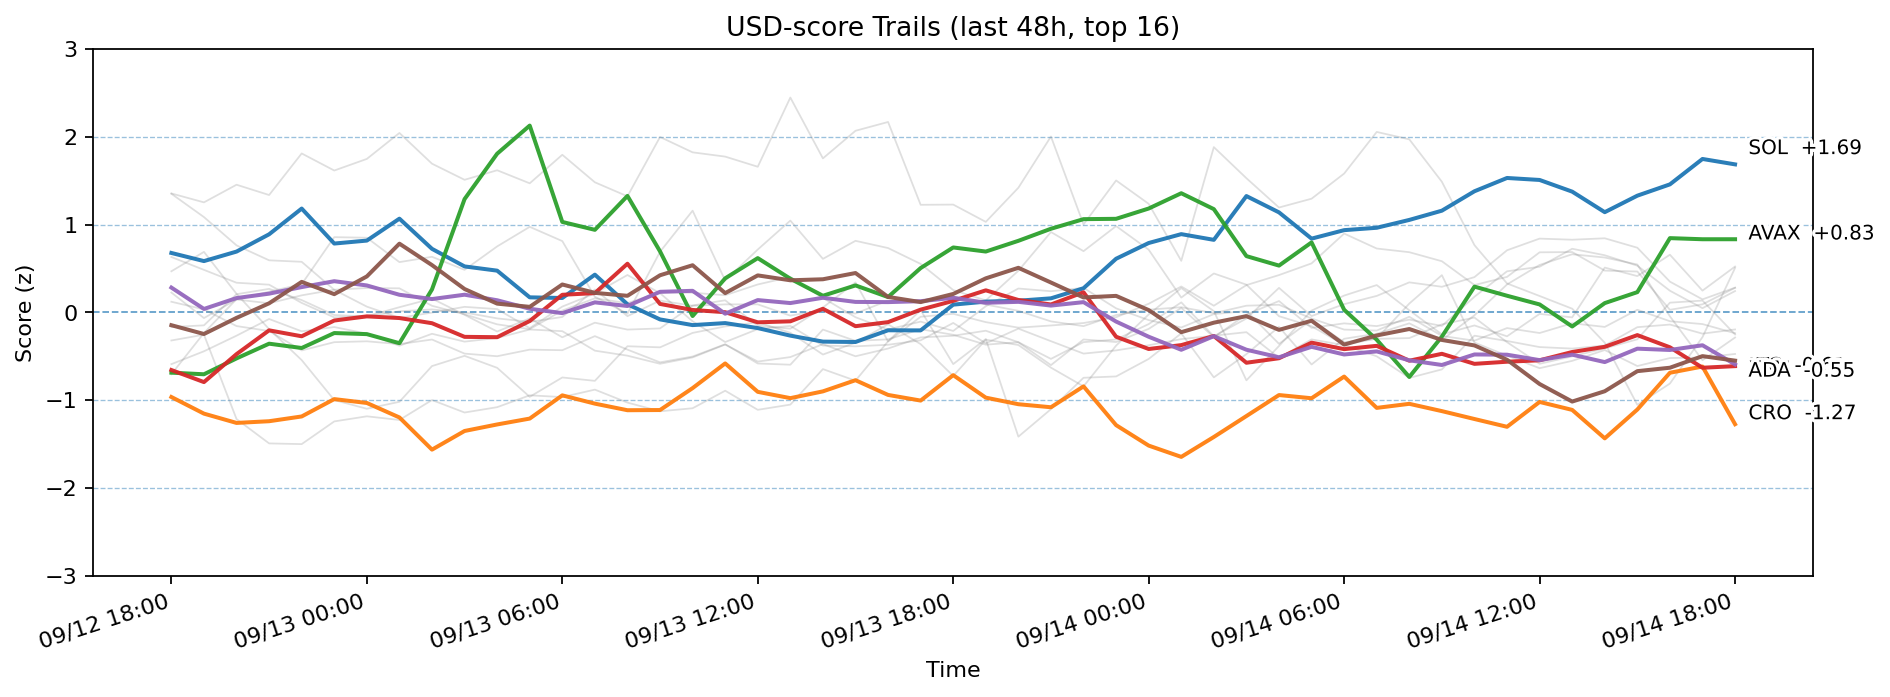 USD-score Trails (last 48h, top 16)
Score (z)
3
2
1
0
−1
−2
−3
SOL +1.69
AVAX +0.83
ADA -0.55
CRO -1.27
09/12 18:00
09/13 00:00
09/13 06:00
09/13 12:00
09/13 18:00
09/14 00:00
09/14 06:00
09/14 12:00
09/14 18:00
Time